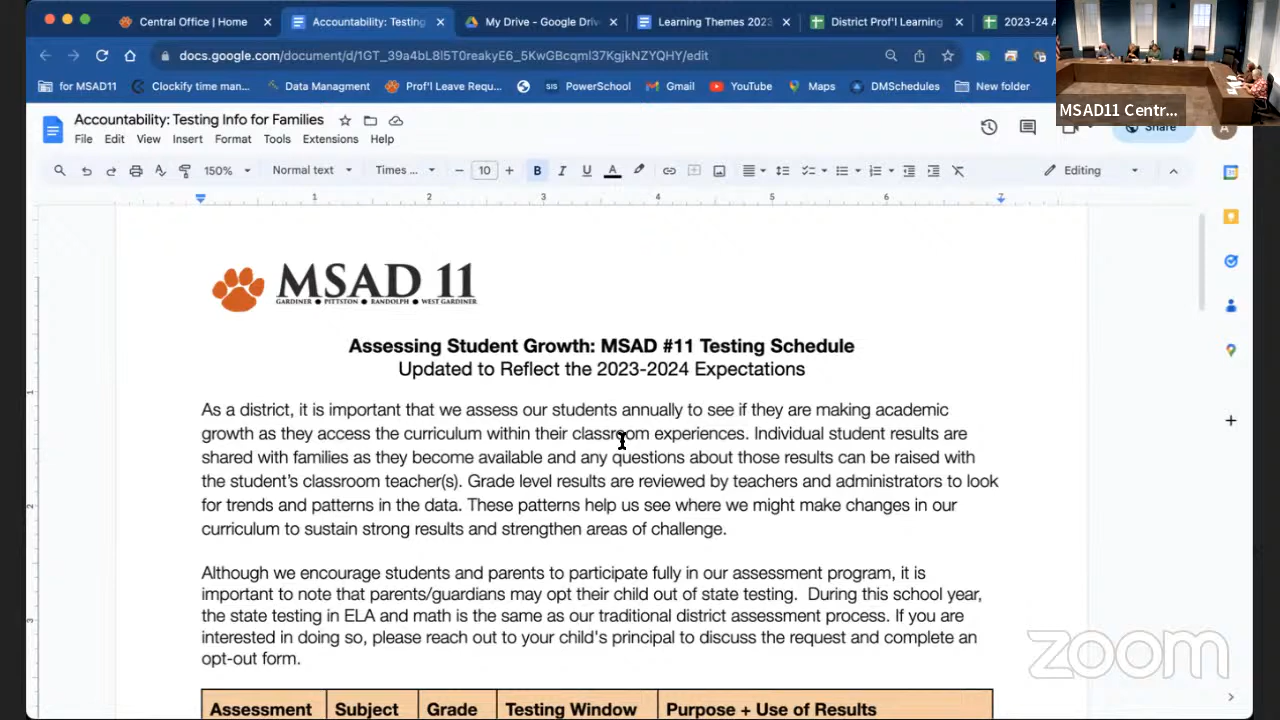 Central Office | Home
Accountability: Testing
My Drive - Google Driv
Learning Themes 2023
District Prof'l Learning
2023-24 A
docs.google.com/document/d/1GT_39a4bL8l5T0reakyE6_5KwGBcqml37KgjkNZYQHY/edit
for MSAD11
Clockify time man...
Data Managment
Prof'l Leave Requ...
SIS PowerSchool
Gmail
YouTube
Maps
DMSchedules
New folder
MSAD11 Centr...
Accountability: Testing Info for Families
File Edit View Insert Format Tools Extensions Help
Share
A
150% Normal text Times ... 10 B I U A Editing
1 2 3 4 5 6 7
MSAD 11
GARDINER • PITTSTON • RANDOLPH • WEST GARDINER
Assessing Student Growth: MSAD #11 Testing Schedule
Updated to Reflect the 2023-2024 Expectations
As a district, it is important that we assess our students annually to see if they are making academic
growth as they access the curriculum within their classroom experiences. Individual student results are
shared with families as they become available and any questions about those results can be raised with
the student's classroom teacher(s). Grade level results are reviewed by teachers and administrators to look
for trends and patterns in the data. These patterns help us see where we might make changes in our
curriculum to sustain strong results and strengthen areas of challenge.
Although we encourage students and parents to participate fully in our assessment program, it is
important to note that parents/guardians may opt their child out of state testing. During this school year,
the state testing in ELA and math is the same as our traditional district assessment process. If you are
interested in doing so, please reach out to your child's principal to discuss the request and complete an
opt-out form.
Assessment Subject Grade Testing Window Purpose + Use of Results
1
2
3
zoom